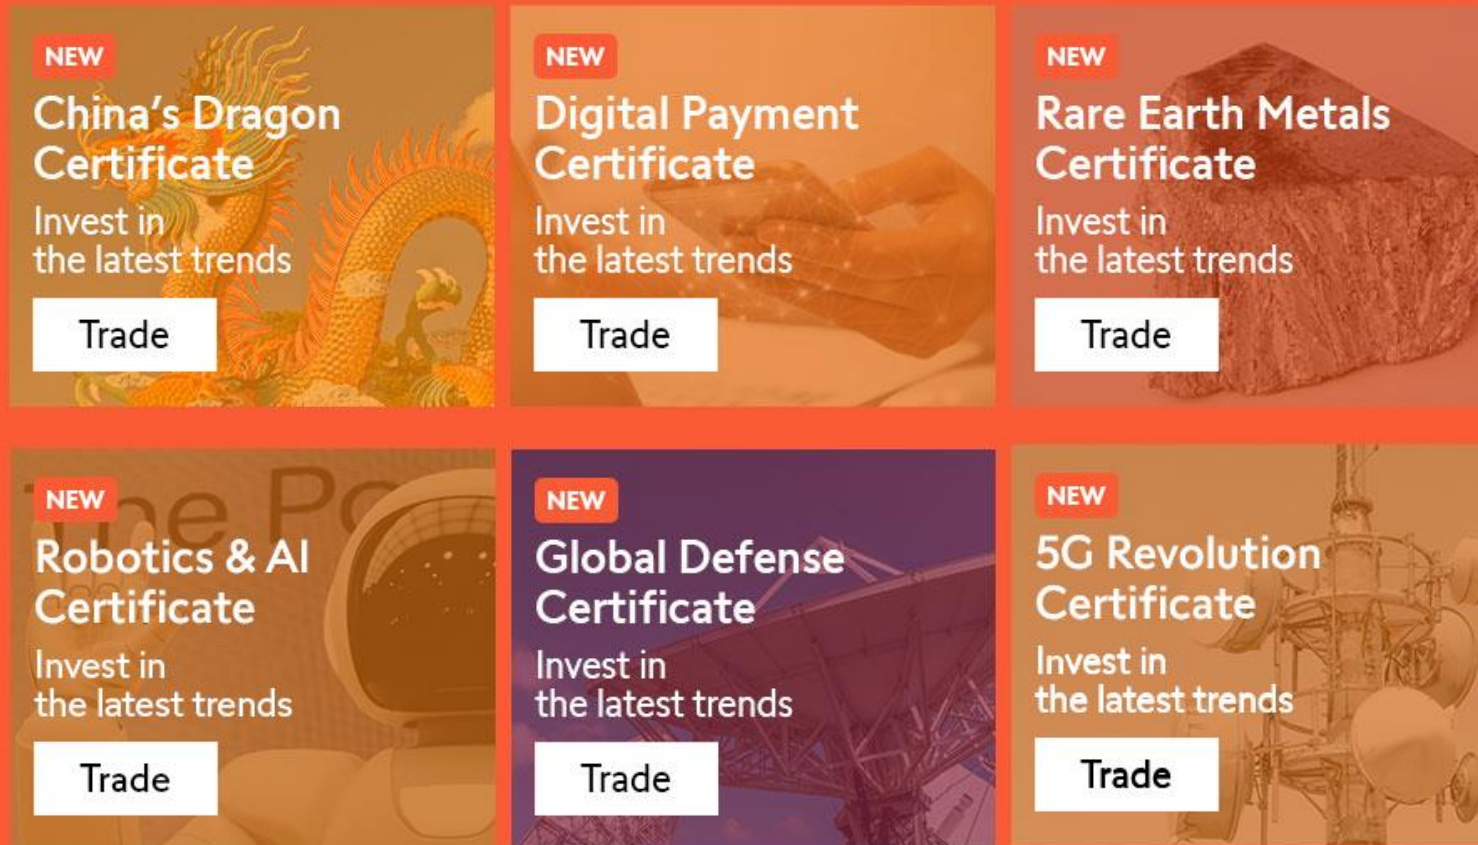 NEW
China's Dragon
Certificate
Invest in
the latest trends
Trade
NEW
Digital Payment
Certificate
Invest in
the latest trends
Trade
NEW
Rare Earth Metals
Certificate
Invest in
the latest trends
Trade
The Po
NEW
Robotics & AI
Certificate
Invest in
the latest trends
Trade
NEW
Global Defense
Certificate
Invest in
the latest trends
Trade
NEW
5G Revolution
Certificate
Invest in
the latest trends
Trade